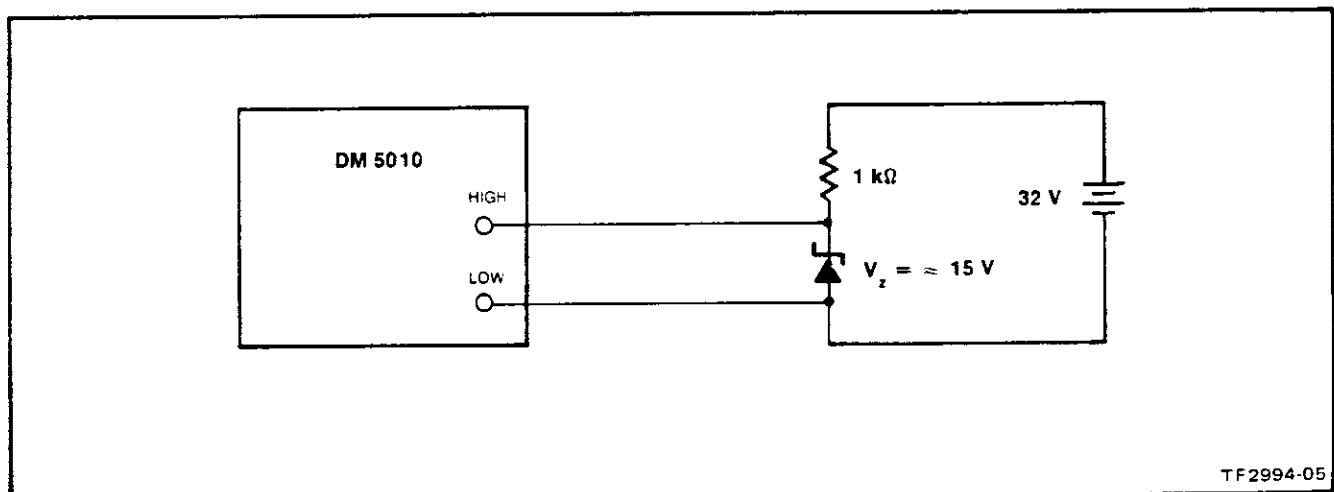 DM 5010
HIGH
LOW
1 kΩ
32 V
V_z = ≈ 15 V
TF2994-05